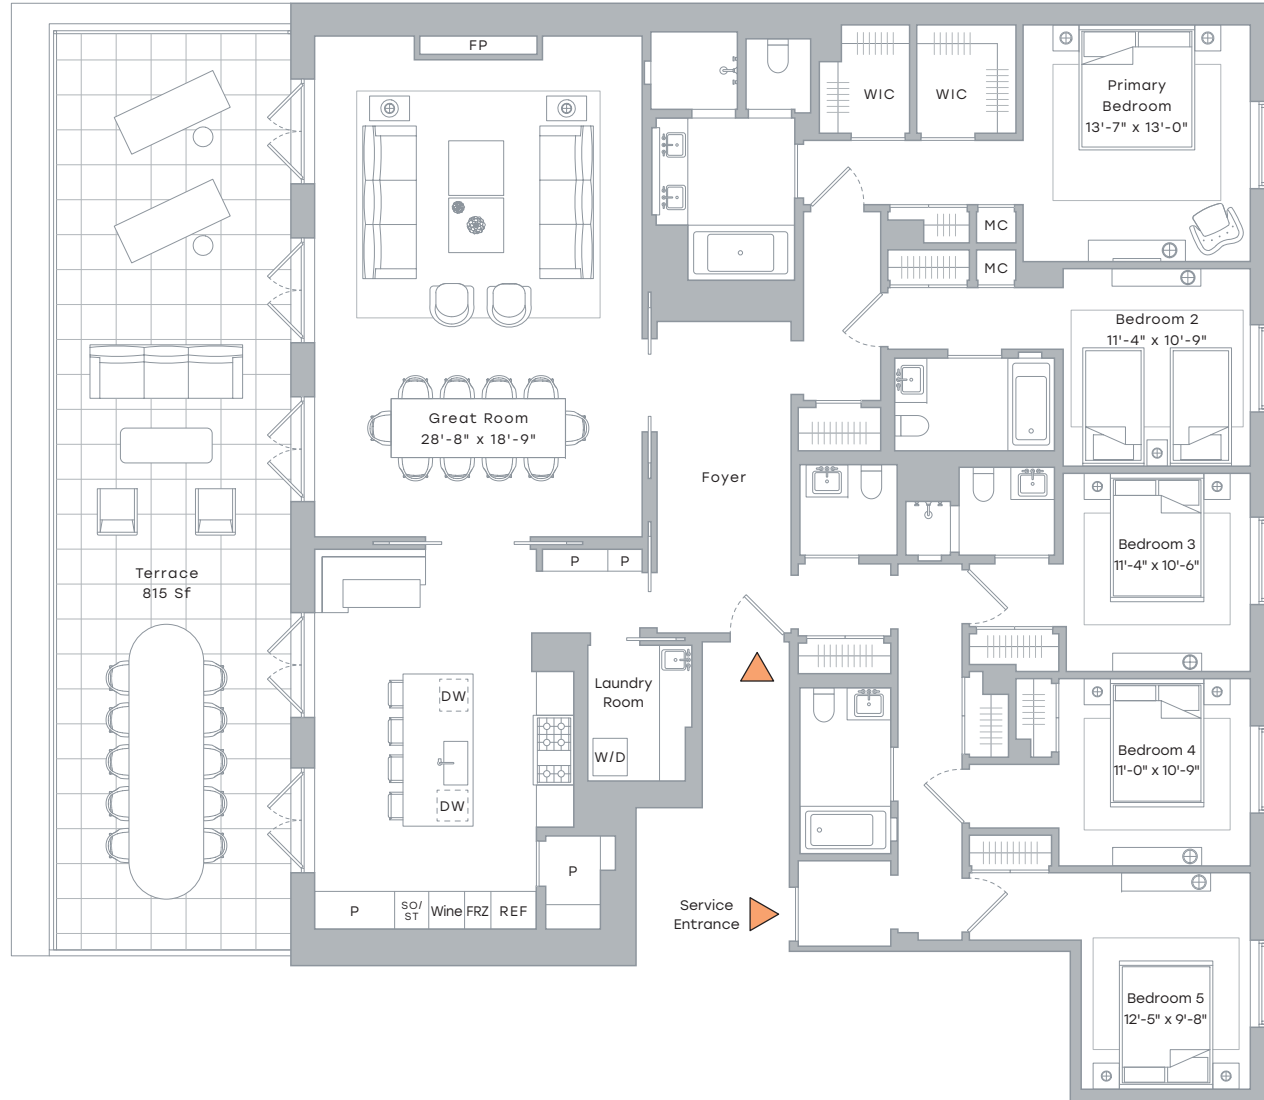 FP
WIC
WIC
Primary
Bedroom
13'-7" x 13'-0"
MC
MC
Bedroom 2
11'-4" x 10'-9"
Great Room
28'-8" x 18'-9"
Foyer
Bedroom 3
11'-4" x 10'-6"
Terrace
815 Sf
P
P
Laundry
Room
DW
W/D
DW
Bedroom 4
11'-0" x 10'-9"
P
P
SO/
ST
Wine
FRZ
REF
Service
Entrance
Bedroom 5
12'-5" x 9'-8"